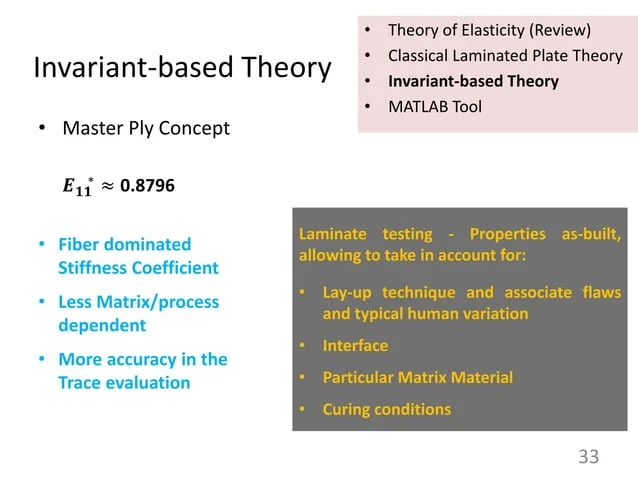 Invariant-based Theory
• Theory of Elasticity (Review)
• Classical Laminated Plate Theory
• Invariant-based Theory
• MATLAB Tool
• Master Ply Concept
E₁₁* ≈ 0.8796
• Fiber dominated
Stiffness Coefficient
• Less Matrix/process
dependent
• More accuracy in the
Trace evaluation
Laminate testing - Properties as-built,
allowing to take in account for:
• Lay-up technique and associate flaws
and typical human variation
• Interface
• Particular Matrix Material
• Curing conditions
33